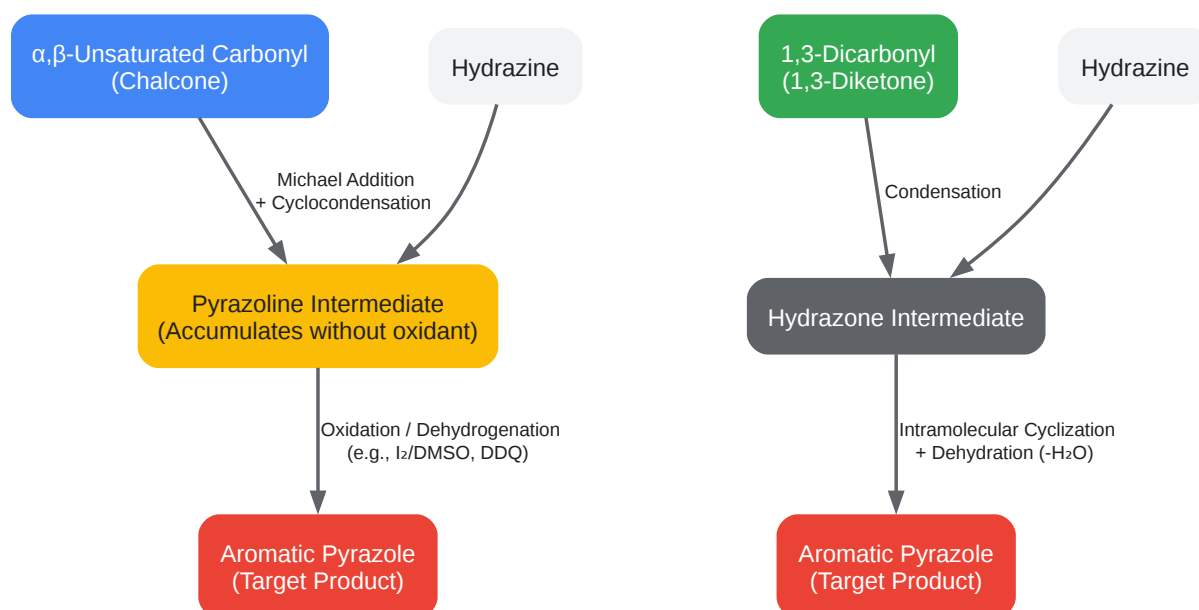 α,β-Unsaturated Carbonyl
(Chalcone)
Hydrazine
Michael Addition
+ Cyclocondensation
Pyrazoline Intermediate
(Accumulates without oxidant)
Oxidation / Dehydrogenation
(e.g., I₂/DMSO, DDQ)
Aromatic Pyrazole
(Target Product)
1,3-Dicarbonyl
(1,3-Diketone)
Hydrazine
Condensation
Hydrazone Intermediate
Intramolecular Cyclization
+ Dehydration (-H₂O)
Aromatic Pyrazole
(Target Product)